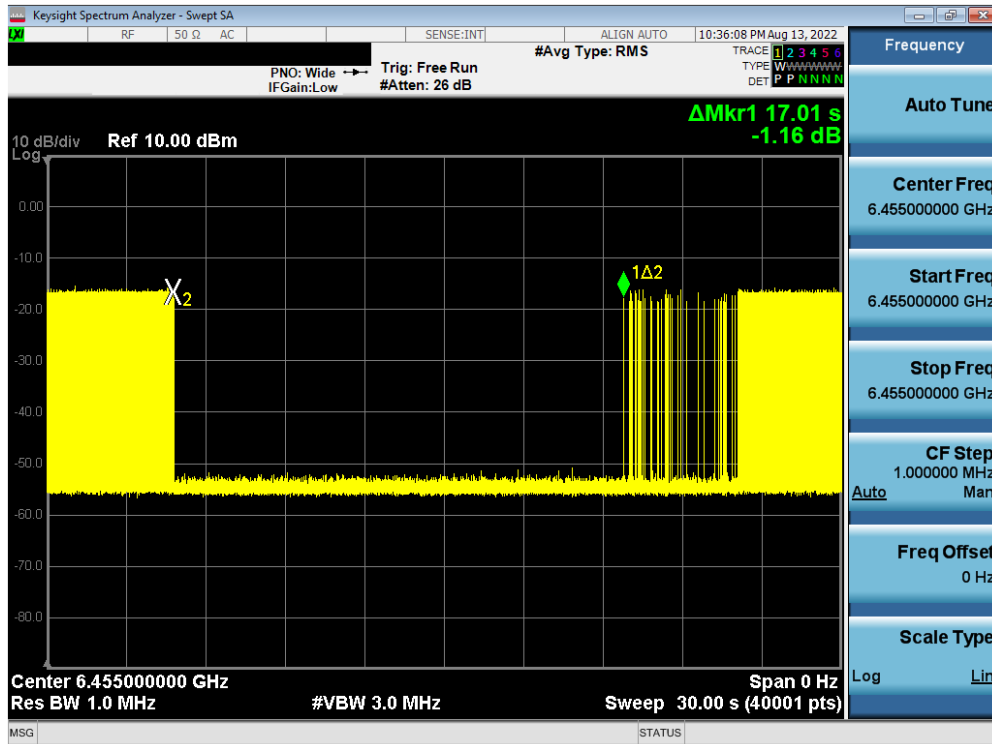 Keysight Spectrum Analyzer - Swept SA
LXI RF 50 Ω AC SENSE:INT ALIGN AUTO 10:36:08 PM Aug 13, 2022
Frequency
#Avg Type: RMS
TRACE 1 2 3 4 5 6
PNO: Wide Trig: Free Run
TYPE WWWWWW
IFGain:Low #Atten: 26 dB
DET P P N N N N
Auto Tune
ΔMkr1 17.01 s
-1.16 dB
10 dB/div Ref 10.00 dBm
Log
Center Freq
6.455000000 GHz
0.00
-10.0
1Δ2
2
Start Freq
6.455000000 GHz
-20.0
-30.0
Stop Freq
6.455000000 GHz
-40.0
-50.0
CF Step
1.000000 MHz
Auto Man
-60.0
Freq Offset
0 Hz
-70.0
-80.0
Scale Type
Log Lin
Center 6.455000000 GHz Span 0 Hz
Res BW 1.0 MHz #VBW 3.0 MHz Sweep 30.00 s (40001 pts)
MSG STATUS